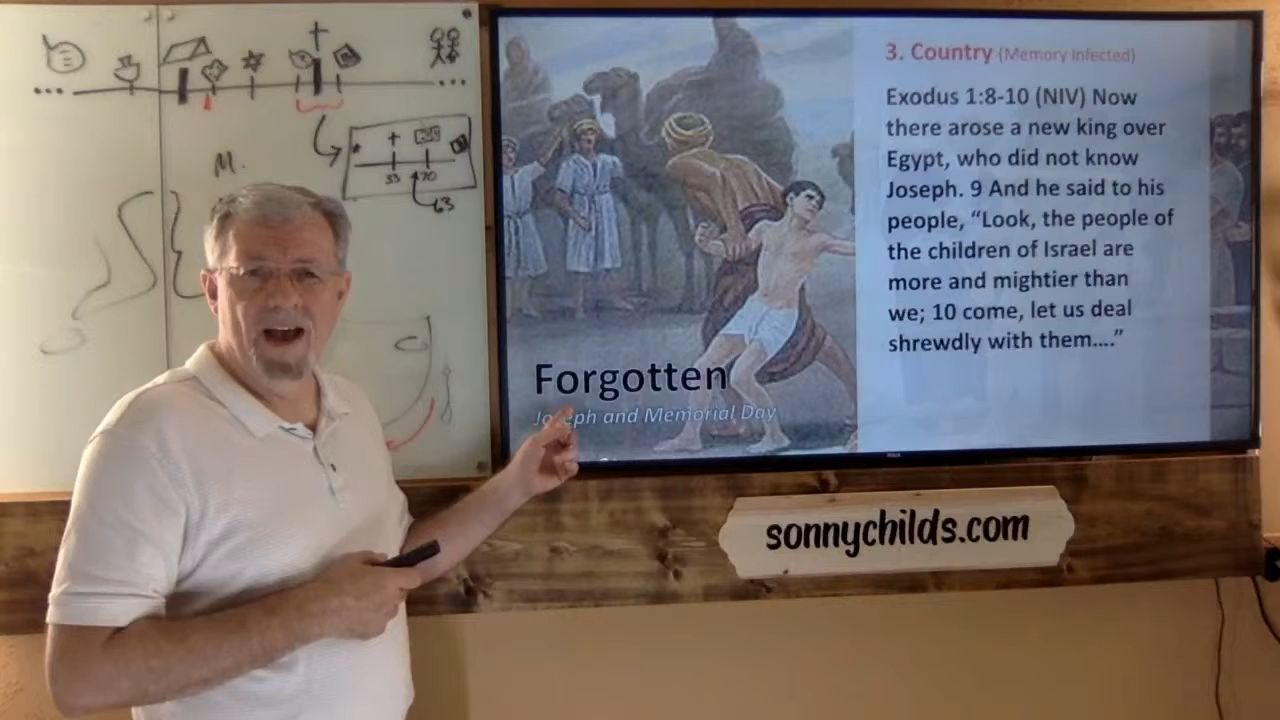 M.
33
70
63
3. Country (Memory Infected)
Exodus 1:8-10 (NIV) Now
there arose a new king over
Egypt, who did not know
Joseph. 9 And he said to his
people, “Look, the people of
the children of Israel are
more and mightier than
we; 10 come, let us deal
shrewdly with them....”
Forgotten
Joseph and Memorial Day
sonnychilds.com